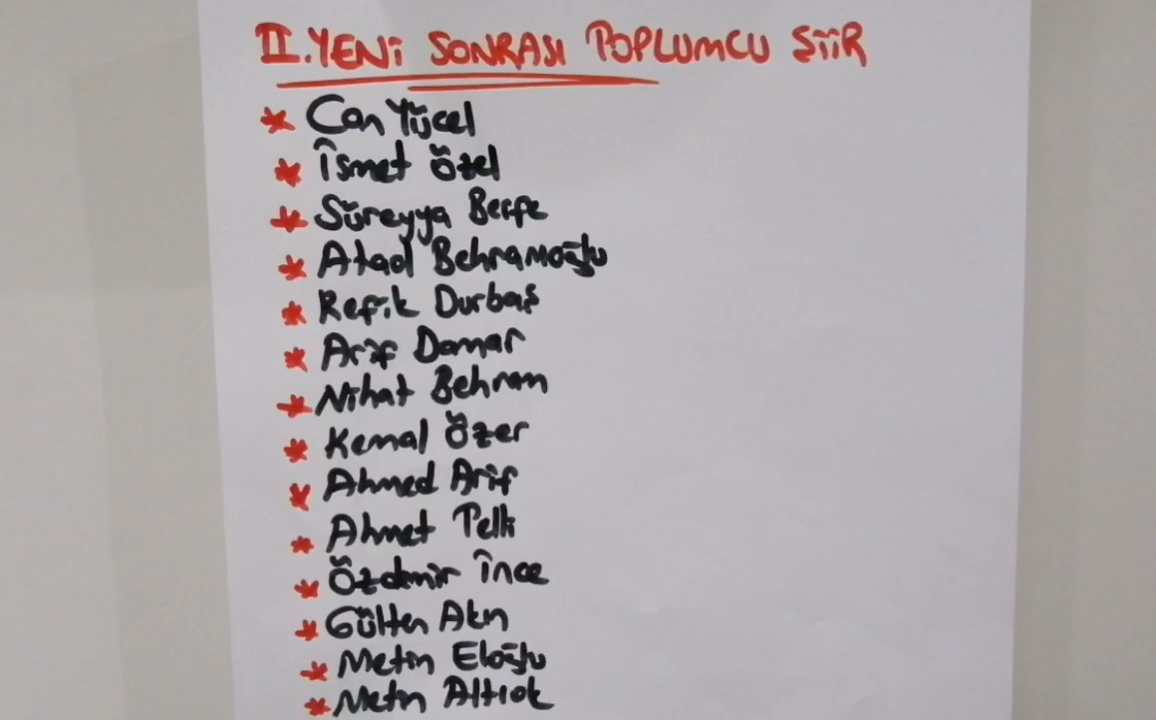 II. YENİ SONRASI TOPLUMCU ŞİİR
* Can Yücel
* İsmet Özel
* Süreyya Berfe
* Ataol Behramoğlu
* Refik Durbaş
* Arif Damar
* Nihat Behram
* Kemal Özer
* Ahmed Arif
* Ahmet Telli
* Özdemir İnce
* Gülten Akın
* Metin Eloğlu
* Metin Altıok